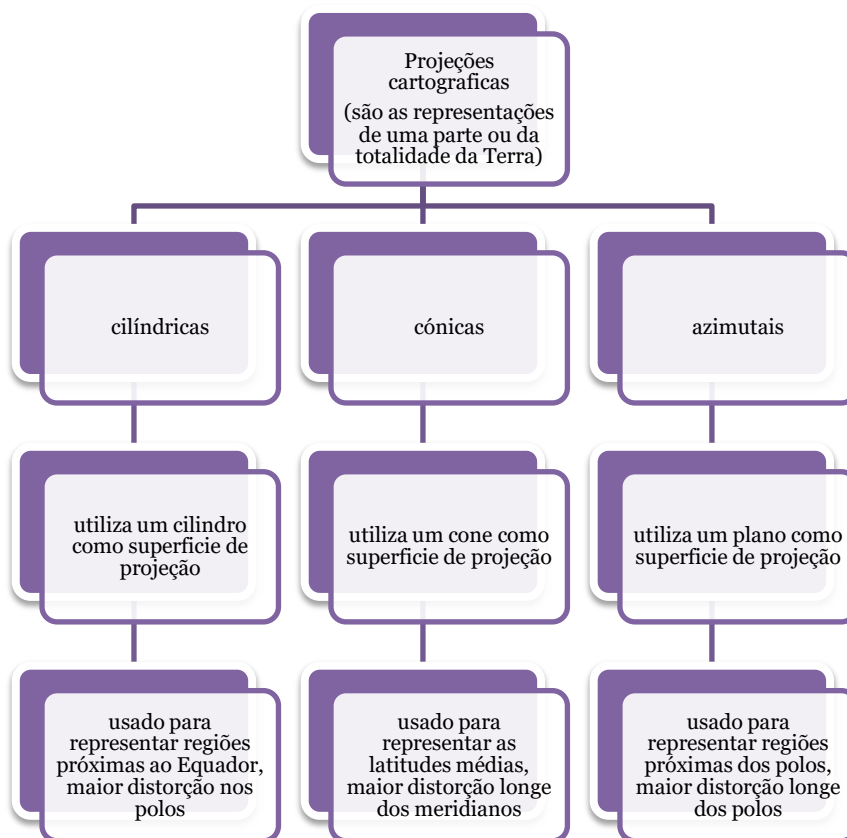 Projeções
cartograficas
(são as representações
de uma parte ou da
totalidade da Terra)
cilíndricas
cónicas
azimutais
utiliza um cilindro
como superficie de
projeção
utiliza um cone como
superficie de projeção
utiliza um plano como
superficie de projeção
usado para
representar regiões
próximas ao Equador,
maior distorção nos
polos
usado para
representar as
latitudes médias,
maior distorção longe
dos meridianos
usado para
representar regiões
próximas dos polos,
maior distorção longe
dos polos